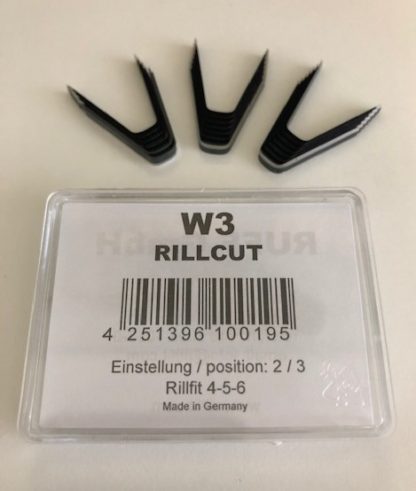 W3
RILLCUT
4 251396 100195
Einstellung / position: 2 / 3
Rillfit 4-5-6
Made in Germany